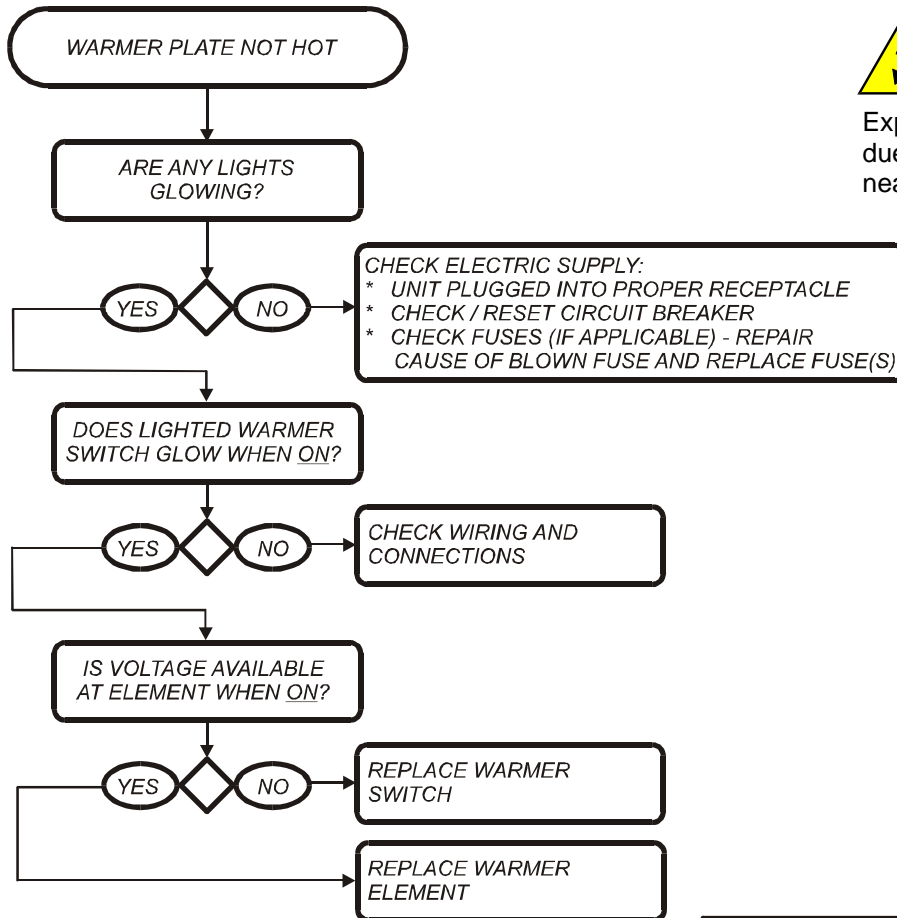 WARMER PLATE NOT HOT
Exp
due
nea
ARE ANY LIGHTS
GLOWING?
YES
NO
CHECK ELECTRIC SUPPLY:
* UNIT PLUGGED INTO PROPER RECEPTACLE
* CHECK / RESET CIRCUIT BREAKER
* CHECK FUSES (IF APPLICABLE) - REPAIR
CAUSE OF BLOWN FUSE AND REPLACE FUSE(S)
DOES LIGHTED WARMER
SWITCH GLOW WHEN ON?
YES
NO
CHECK WIRING AND
CONNECTIONS
IS VOLTAGE AVAILABLE
AT ELEMENT WHEN ON?
YES
NO
REPLACE WARMER
SWITCH
REPLACE WARMER
ELEMENT